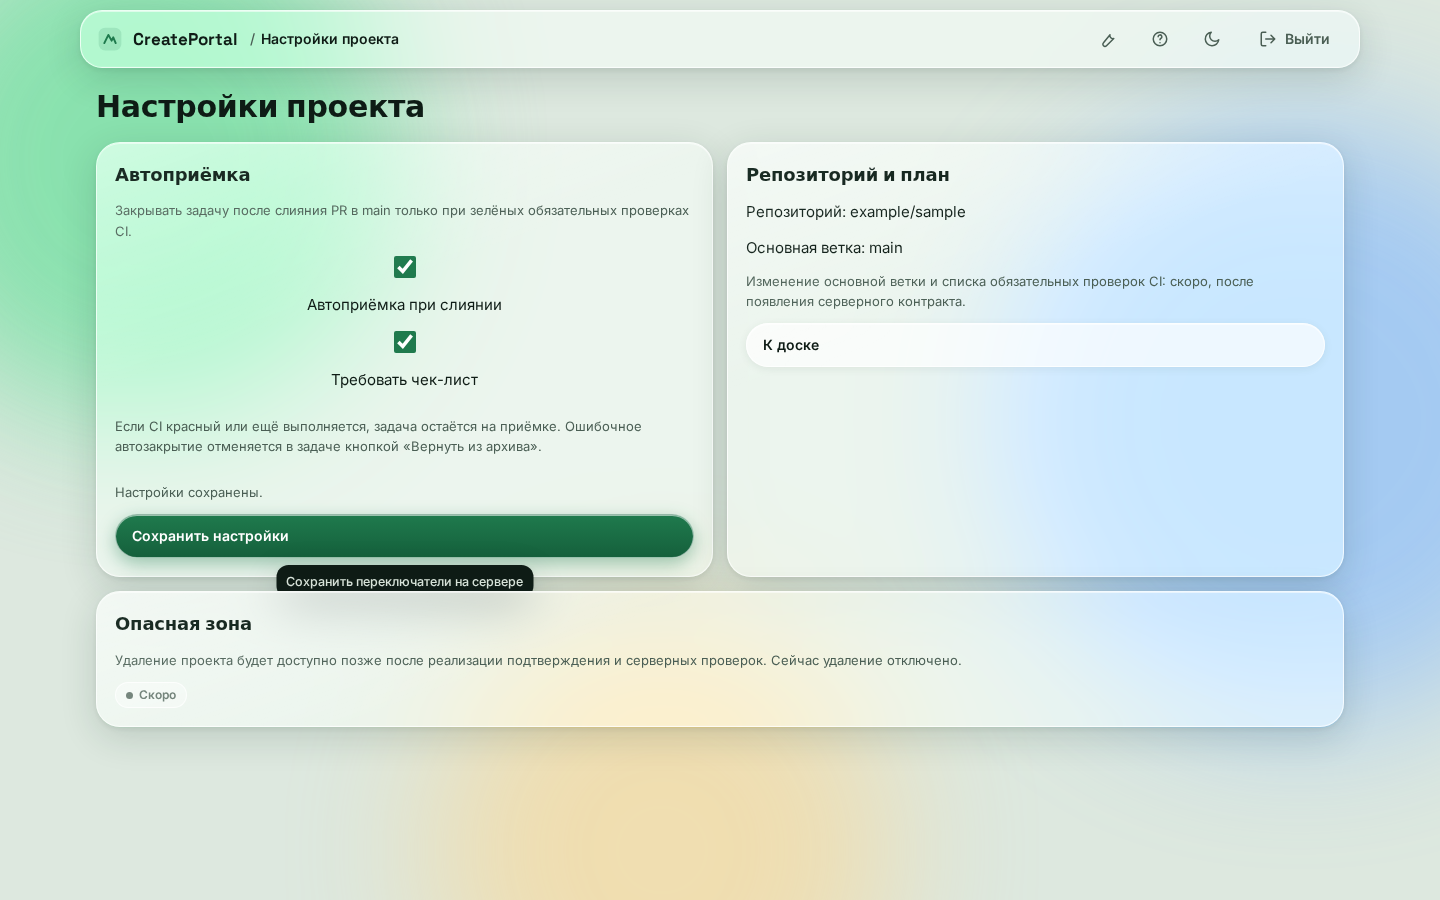 CreatePortal / Настройки проекта
Выйти
Настройки проекта
Автоприёмка
Закрывать задачу после слияния PR в main только при зелёных обязательных проверках
CI.
Автоприёмка при слиянии
Требовать чек-лист
Если CI красный или ещё выполняется, задача остаётся на приёмке. Ошибочное
автозакрытие отменяется в задаче кнопкой «Вернуть из архива».
Настройки сохранены.
Сохранить настройки
Сохранить переключатели на сервере
Репозиторий и план
Репозиторий: example/sample
Основная ветка: main
Изменение основной ветки и списка обязательных проверок CI: скоро, после
появления серверного контракта.
К доске
Опасная зона
Удаление проекта будет доступно позже после реализации подтверждения и серверных проверок. Сейчас удаление отключено.
Скоро